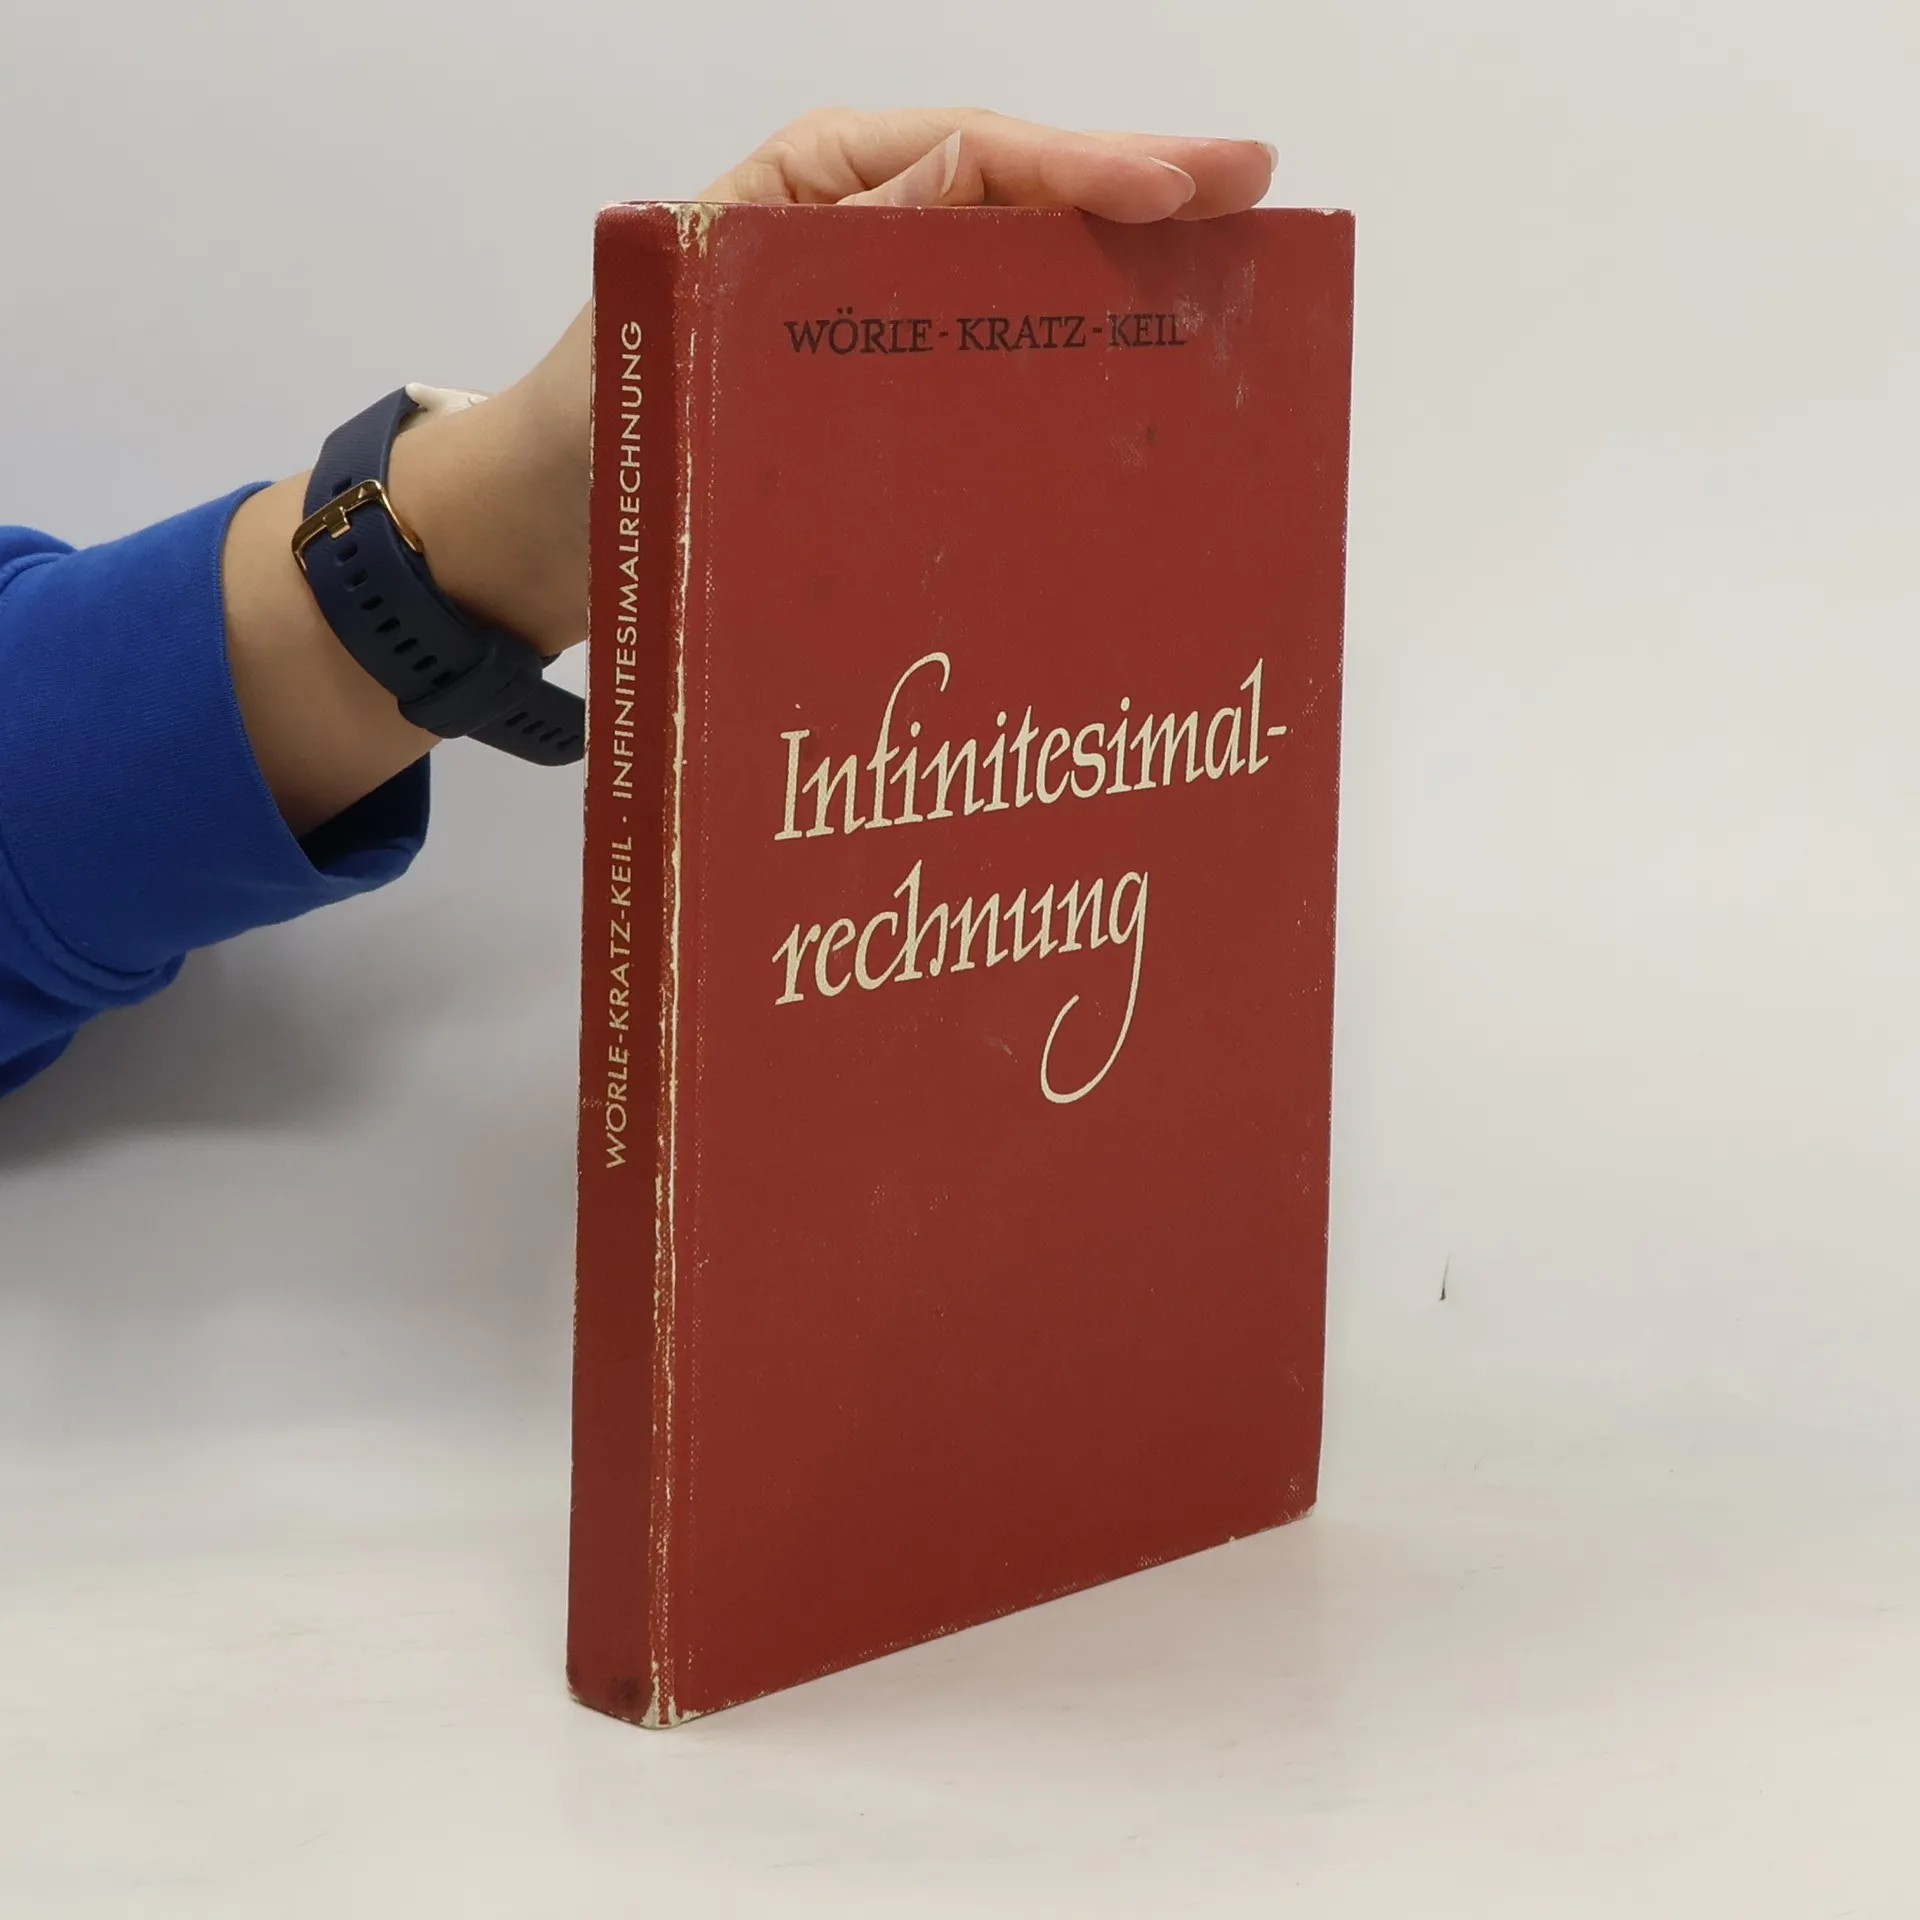 WÖRLE-KRATZ-KEIL
Infinitesimal-
rechnung
WÖRLE-KRATZ-KEIL · INFINITESIMALRECHNUNG